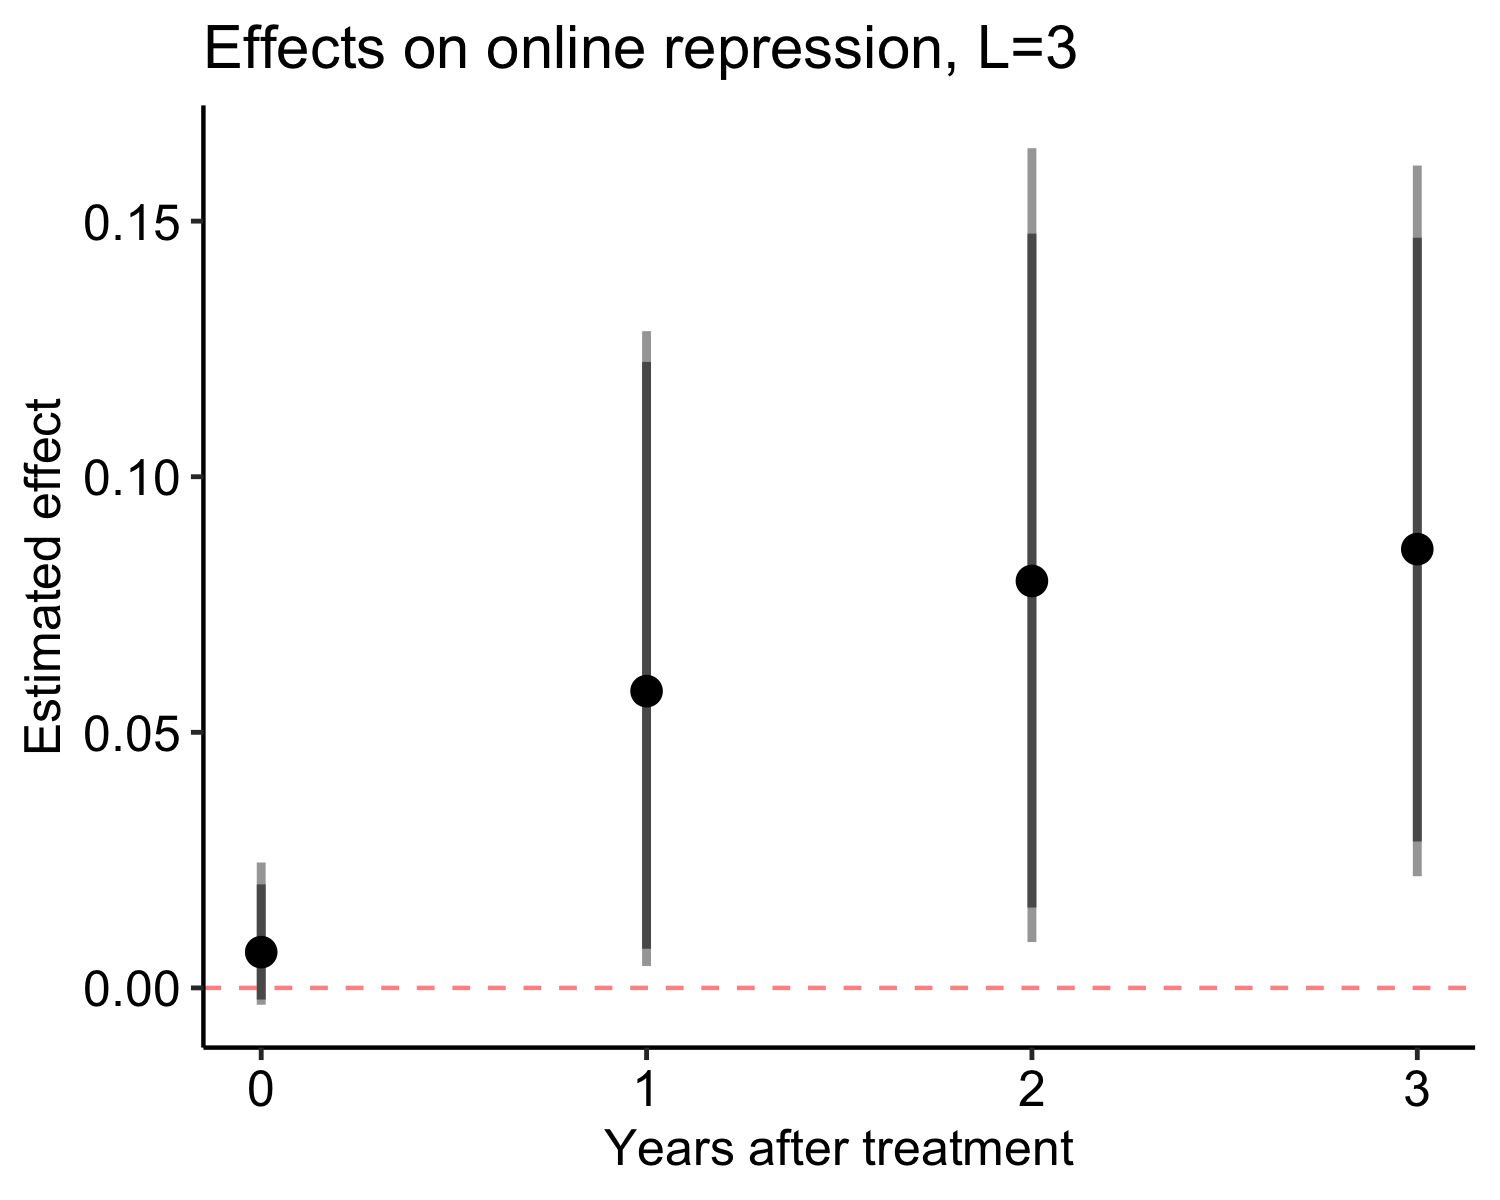 Effects on online repression, L=3
Estimated effect
0.15
0.10
0.05
0.00
0 1 2 3
Years after treatment